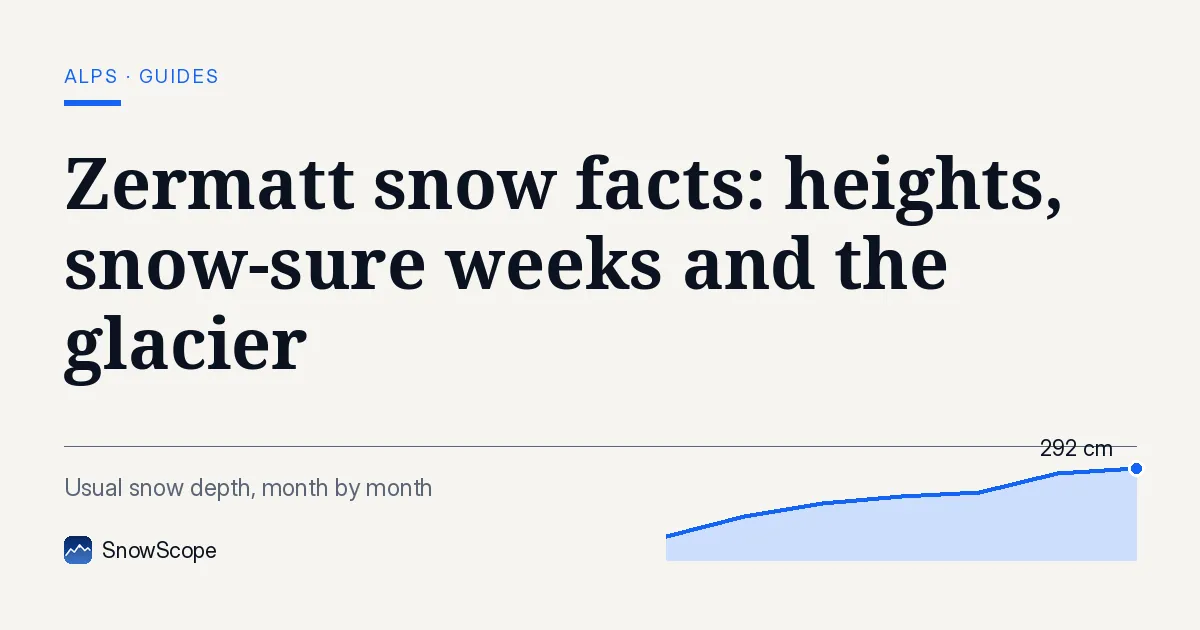 ALPS · GUIDES
Zermatt snow facts: heights,
snow-sure weeks and the
glacier
292 cm
Usual snow depth, month by month
SnowScope